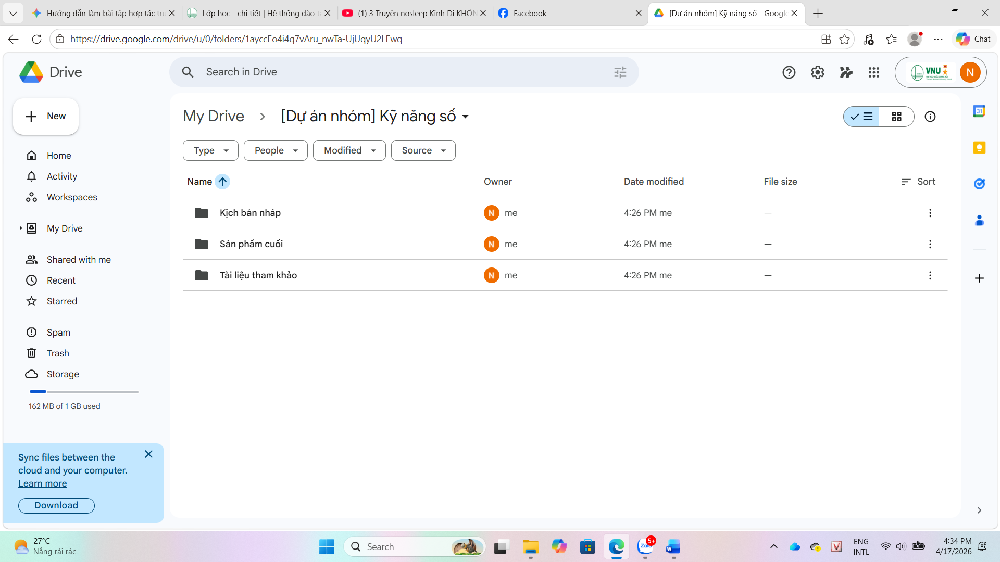 Hướng dẫn làm bài tập hợp tác trự
Lớp học - chi tiết | Hệ thống đào tạ
(1) 3 Truyện nosleep Kinh Dị KHÔN
Facebook
[Dự án nhóm] Kỹ năng số - Google
https://drive.google.com/drive/u/0/folders/1ayccEo4i4q7vAru_nwTa-UjUqyU2LEwq
Chat
Drive
Search in Drive
VNU
N
New
My Drive
[Dự án nhóm] Kỹ năng số
31
Type
People
Modified
Source
Home
Activity
Workspaces
My Drive
Shared with me
Recent
Starred
Spam
Trash
Storage
162 MB of 1 GB used
Name
Owner
Date modified
File size
Sort
Kịch bản nháp
N
me
4:26 PM me
—
Sản phẩm cuối
N
me
4:26 PM me
—
Tài liệu tham khảo
N
me
4:26 PM me
—
Sync files between the
cloud and your computer.
Learn more
Download
27°C
Nắng rải rác
Search
Zalo
5+
W
V
ENG
INTL
4:34 PM
4/17/2026